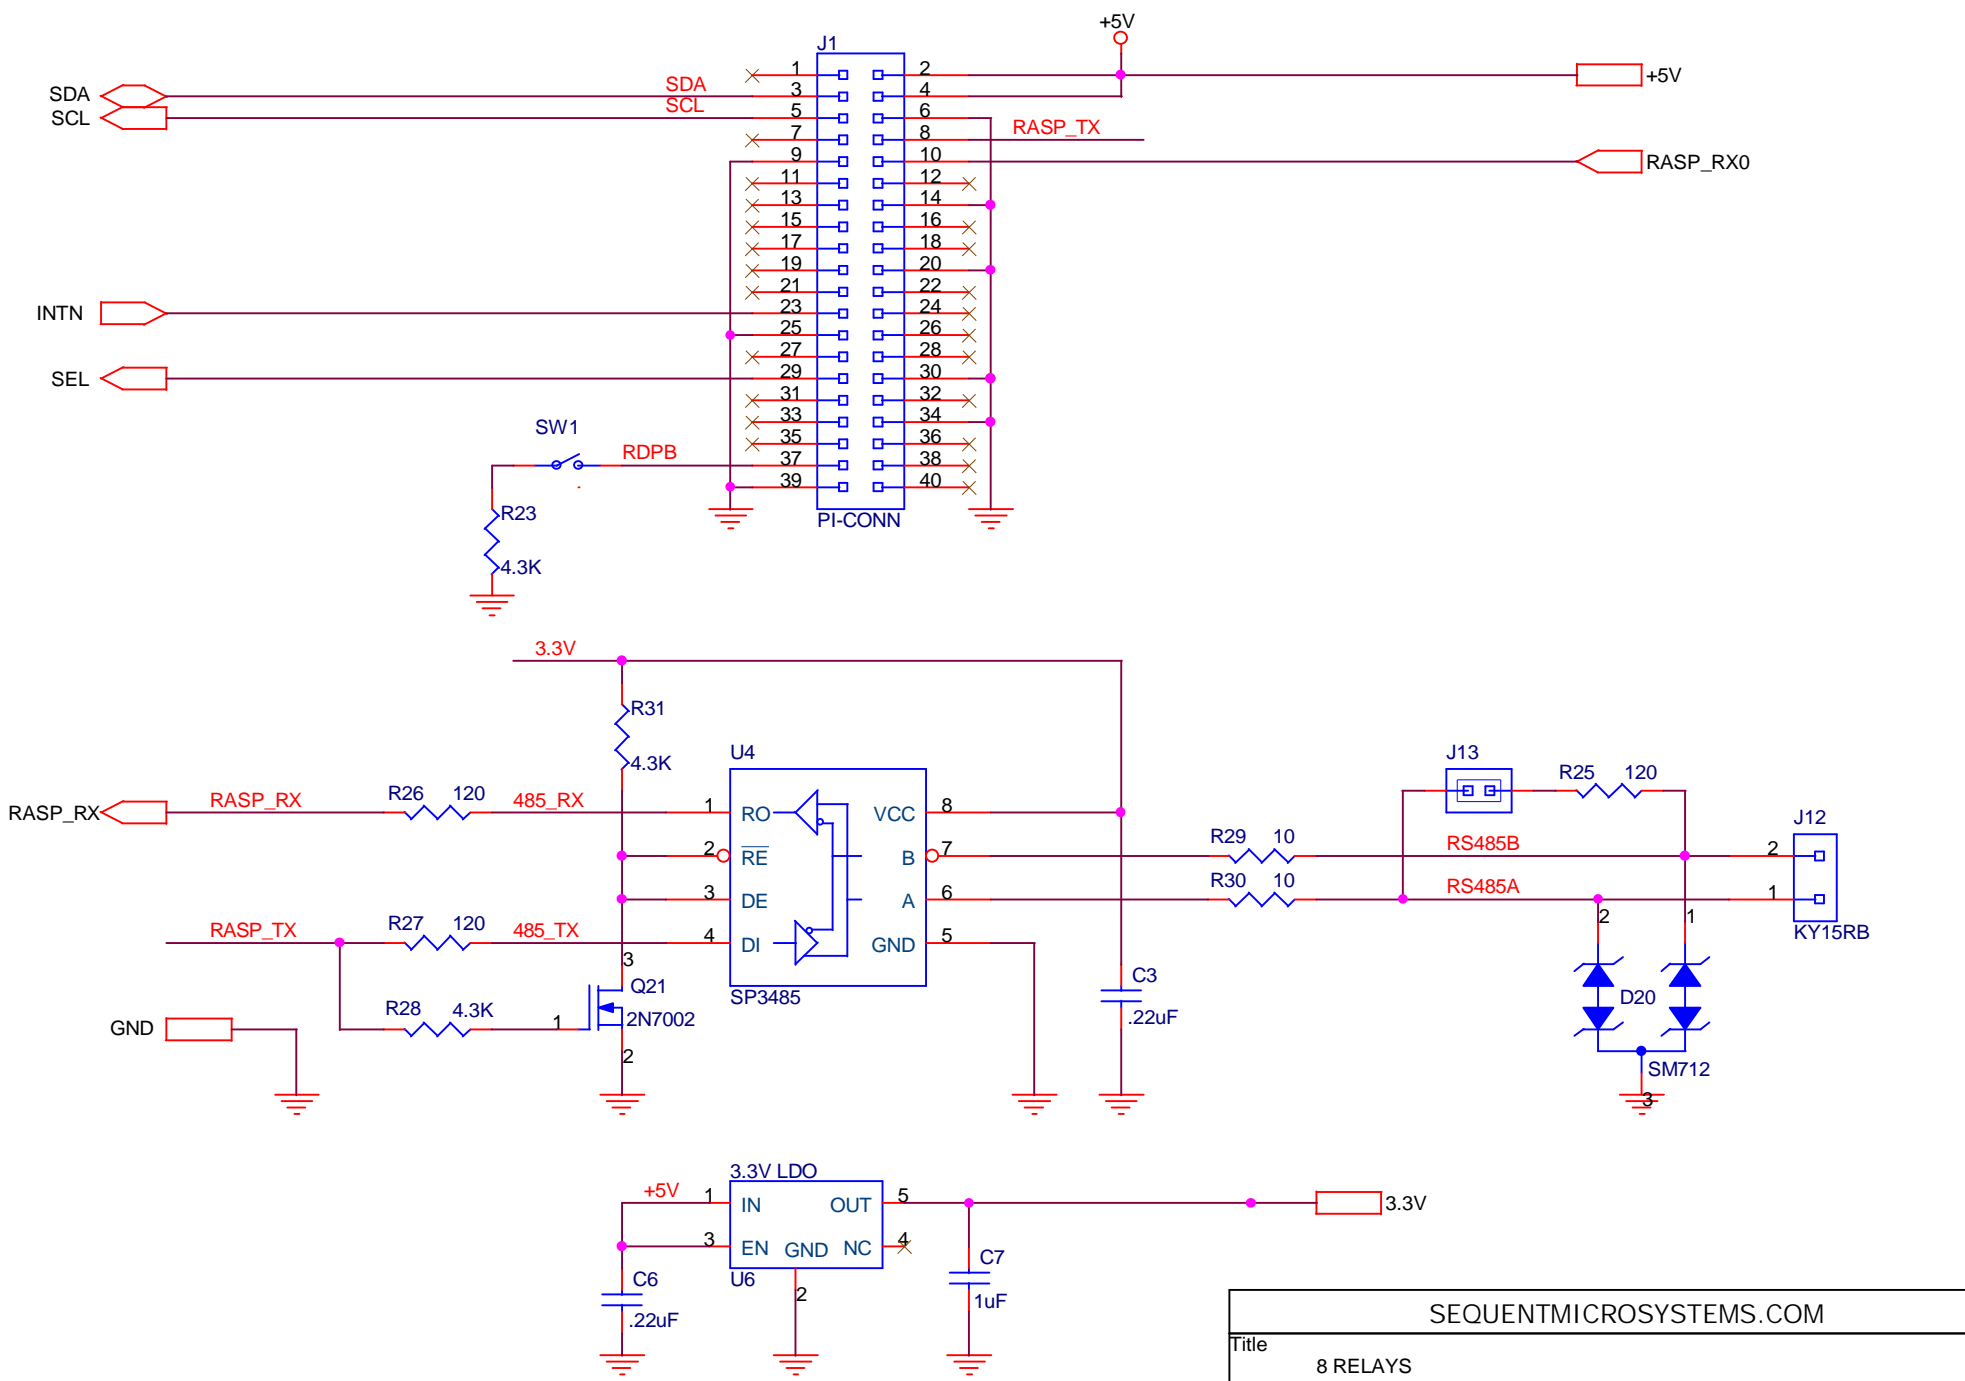 +5V
J1
1 2
+5V
SDA SDA 3 4
SCL SCL 5 6
7 8 RASP_TX
9 10 RASP_RX0
11 12
13 14
15 16
17 18
19 20
21 22
INTN 23 24
25 26
27 28
SEL 29 30
31 32
33 34
SW1 35 36
RDPB 37 38
39 40
R23 PI-CONN
4.3K
3.3V
R31
4.3K
U4
J13
R25 120
RASP_RX RASP_RX R26 120 485_RX 1 RO VCC 8
J12
2 RE B 7 R29 10 RS485B 2
3 DE A 6 R30 10 RS485A 1
RASP_TX R27 120 485_TX 4 DI GND 5 2 1 KY15RB
3
Q21 SP3485 C3 D20
GND R28 4.3K 1 2N7002 .22uF
2 SM712
3
3.3V LDO
+5V 1 IN OUT 5 3.3V
3 EN GND NC 4
C6 U6 2 C7
.22uF 1uF
SEQUENTMICROSYSTEMS.COM
Title
8 RELAYS